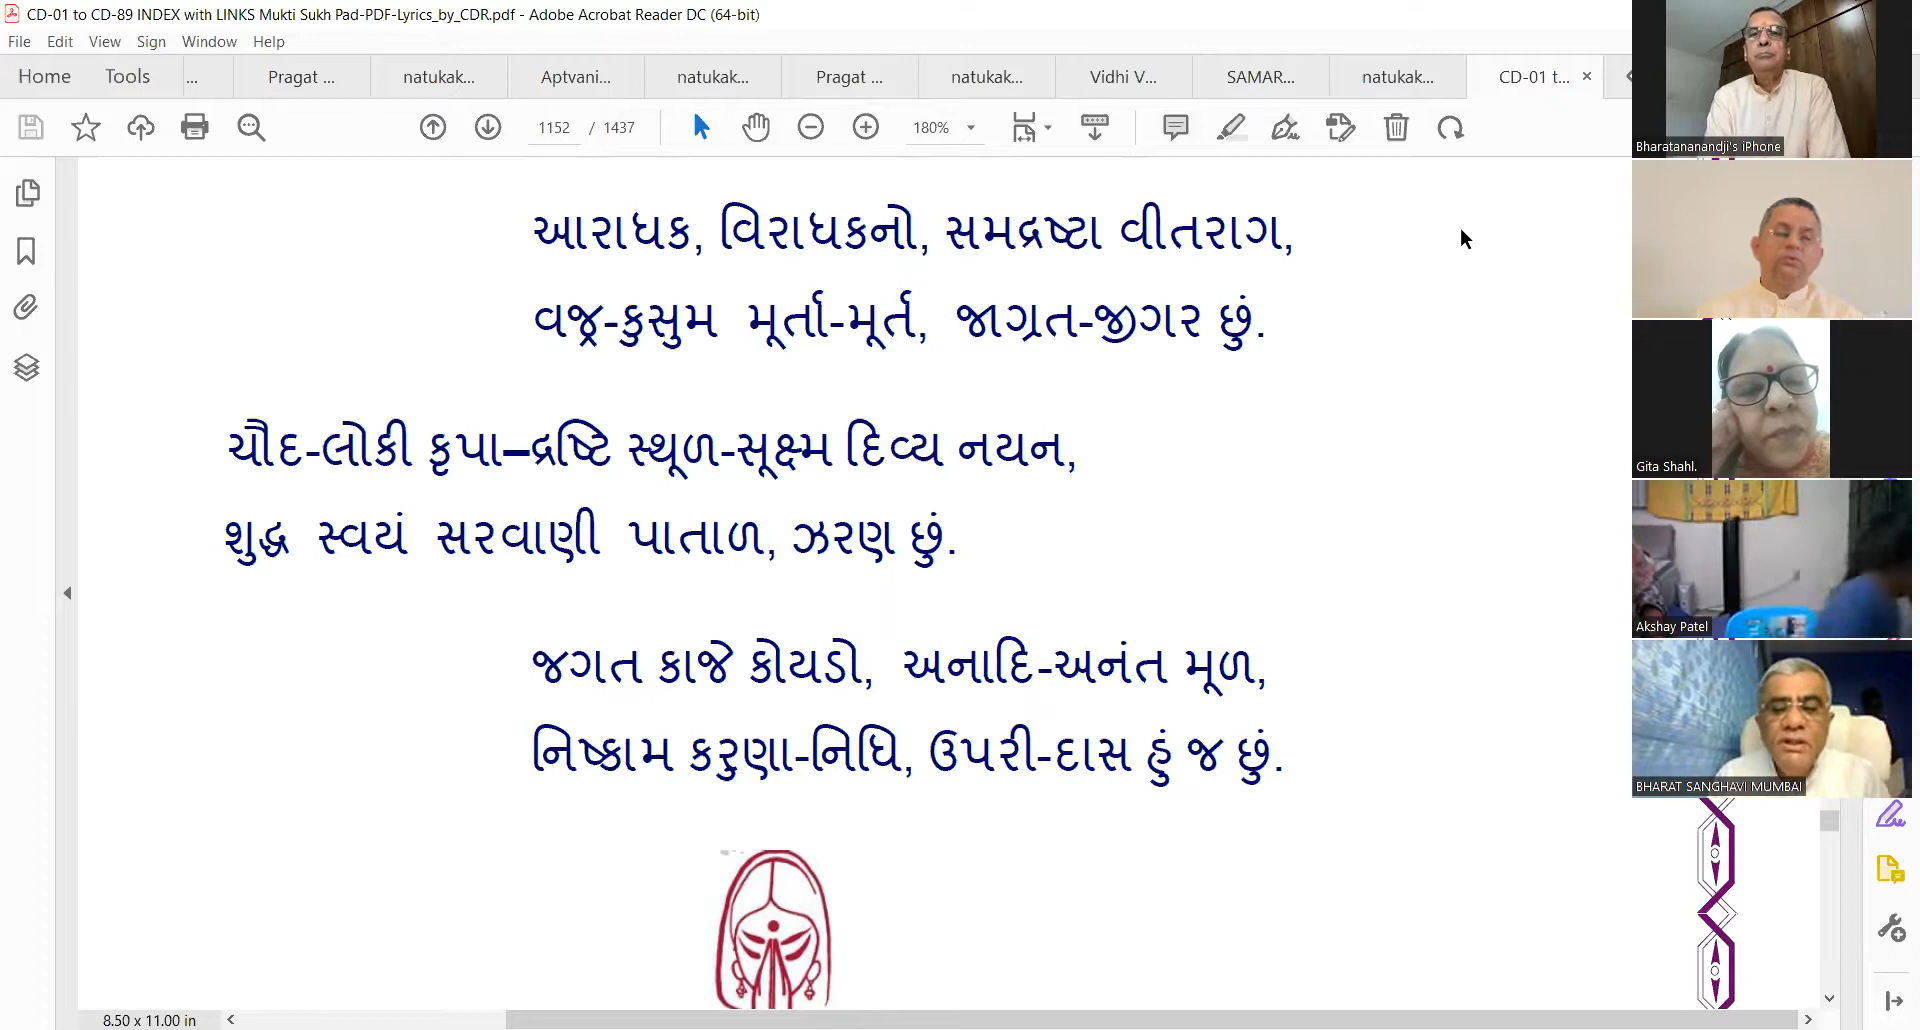 CD-01 to CD-89 INDEX with LINKS Mukti Sukh Pad-PDF-Lyrics_by_CDR.pdf - Adobe Acrobat Reader DC (64-bit)
File Edit View Sign Window Help
Home Tools ... Pragat ... natukak... Aptvani... natukak... Pragat ... natukak... Vidhi V... SAMAR... natukak... CD-01 t... ×
1152 / 1437 180%
આરાધક, વિરાધકનો, સમદ્રષ્ટા વીતરાગ,
વજ્ર-કુસુમ મૂર્તા-મૂર્ત, જાગ્રત-જીગર છું.
ચૌદ-લોકી કૃપા–દ્રષ્ટિ સ્થૂળ-સૂક્ષ્મ દિવ્ય નયન,
શુદ્ધ સ્વયં સરવાણી પાતાળ, ઝરણ છું.
જગત કાજે કોયડો, અનાદિ-અનંત મૂળ,
નિષ્કામ કરુણા-નિધિ, ઉપરી-દાસ હું જ છું.
8.50 x 11.00 in
Bharatananandji's iPhone
Gita Shahl.
Akshay Patel
BHARAT SANGHAVI MUMBAI